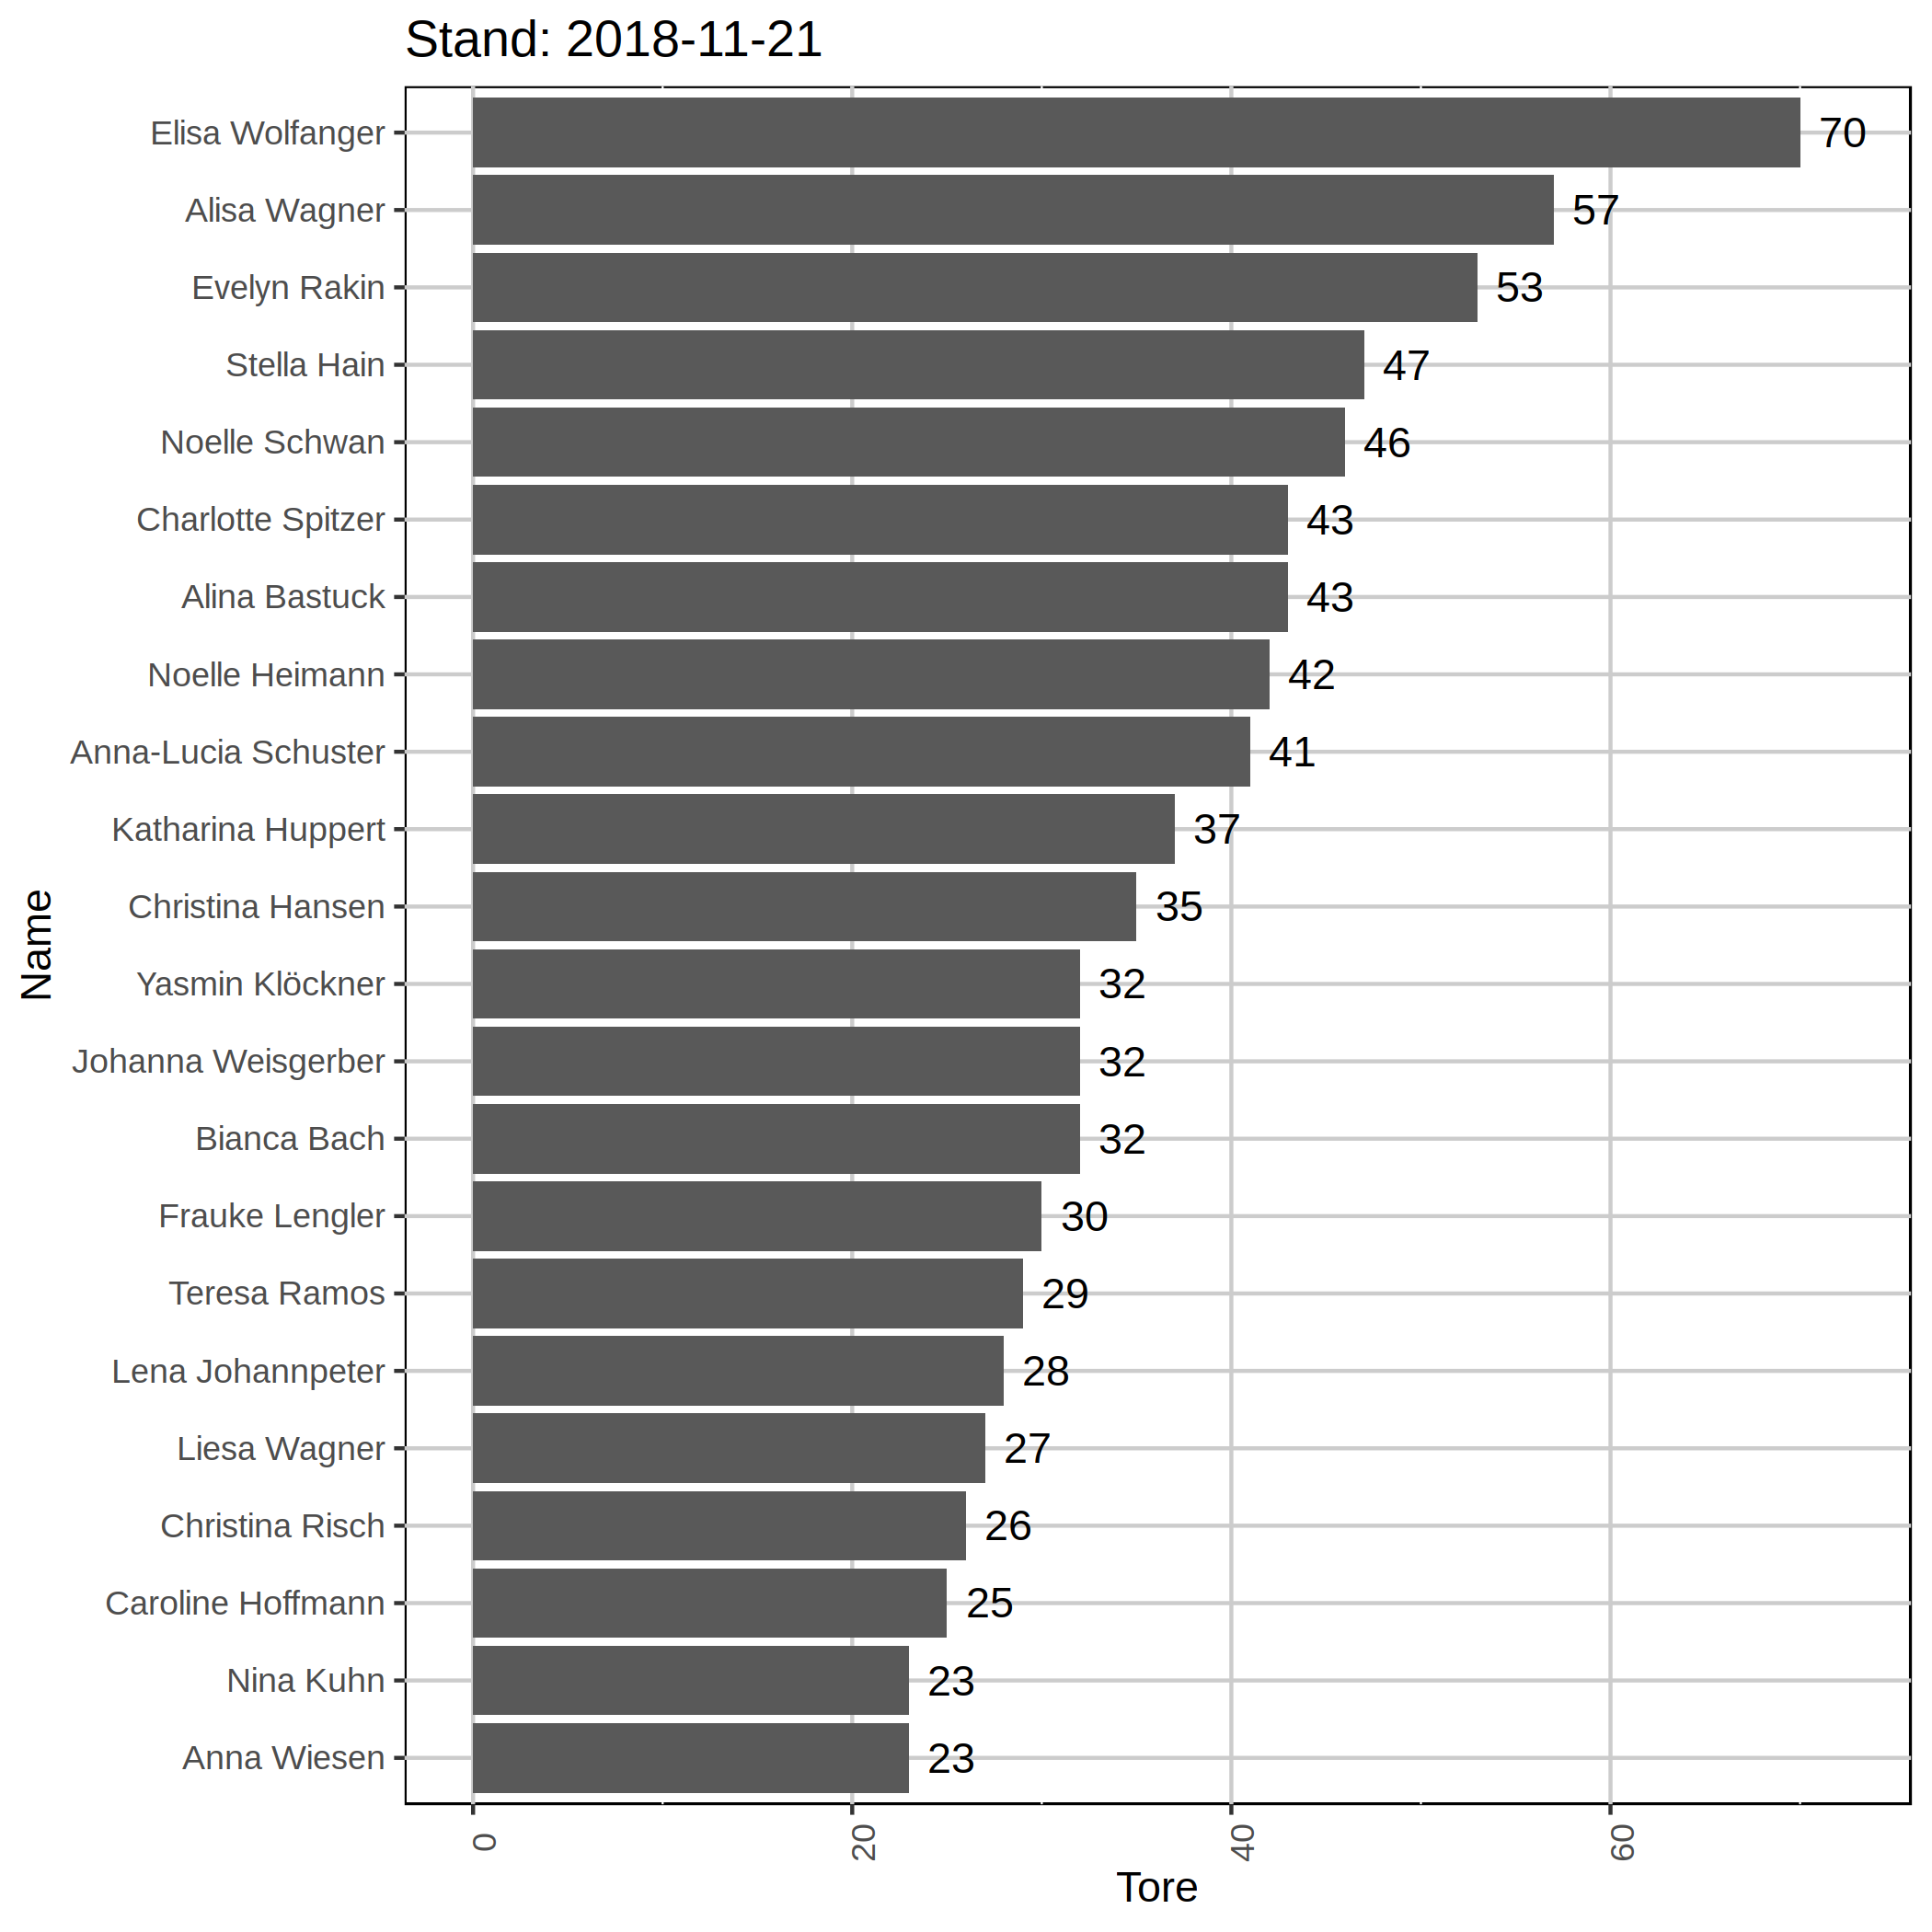 Stand: 2018-11-21
Elisa Wolfanger 70
Alisa Wagner 57
Evelyn Rakin 53
Stella Hain 47
Noelle Schwan 46
Charlotte Spitzer 43
Alina Bastuck 43
Noelle Heimann 42
Anna-Lucia Schuster 41
Katharina Huppert 37
Christina Hansen 35
Yasmin Klöckner 32
Johanna Weisgerber 32
Bianca Bach 32
Frauke Lengler 30
Teresa Ramos 29
Lena Johannpeter 28
Liesa Wagner 27
Christina Risch 26
Caroline Hoffmann 25
Nina Kuhn 23
Anna Wiesen 23
Name
0 20 40 60
Tore